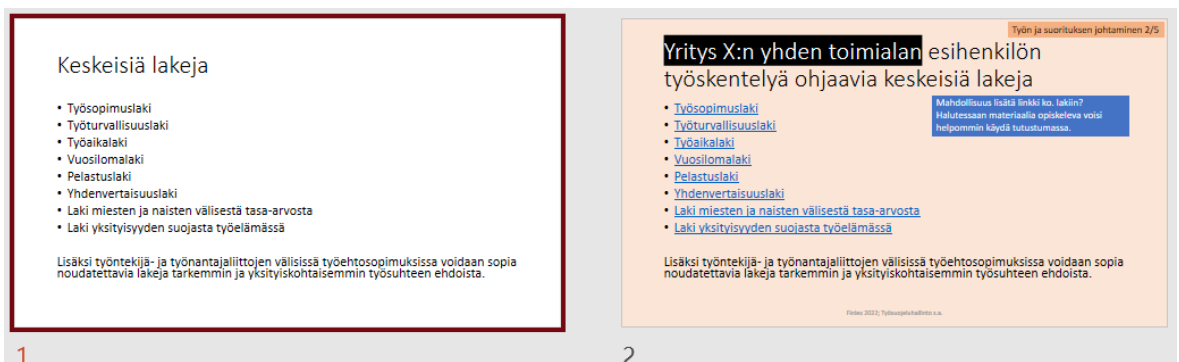 Keskeisiä lakeja
• Työsopimuslaki
• Työturvallisuuslaki
• Työaikalaki
• Vuosilomalaki
• Pelastuslaki
• Yhdenvertaisuuslaki
• Laki miesten ja naisten välisestä tasa-arvosta
• Laki yksityisyyden suojasta työelämässä
Lisäksi työntekijä- ja työnantajaliittojen välisissä työehtosopimuksissa voidaan sopia
noudatettavia lakeja tarkemmin ja yksityiskohtaisemmin työsuhteen ehdoista.
1
Työn ja suorituksen johtaminen 2/5
Yritys X:n yhden toimialan esihenkilön
työskentelyä ohjaavia keskeisiä lakeja
Mahdollisuus lisätä linkki ko. lakiin?
Halutessaan materiaalia opiskeleva voisi
helpommin käydä tutustumassa.
• Työsopimuslaki
• Työturvallisuuslaki
• Työaikalaki
• Vuosilomalaki
• Pelastuslaki
• Yhdenvertaisuuslaki
• Laki miesten ja naisten välisestä tasa-arvosta
• Laki yksityisyyden suojasta työelämässä
Lisäksi työntekijä- ja työnantajaliittojen välisissä työehtosopimuksissa voidaan sopia
noudatettavia lakeja tarkemmin ja yksityiskohtaisemmin työsuhteen ehdoista.
Finlex 2022; Työsuojeluhallinto n.a.
2